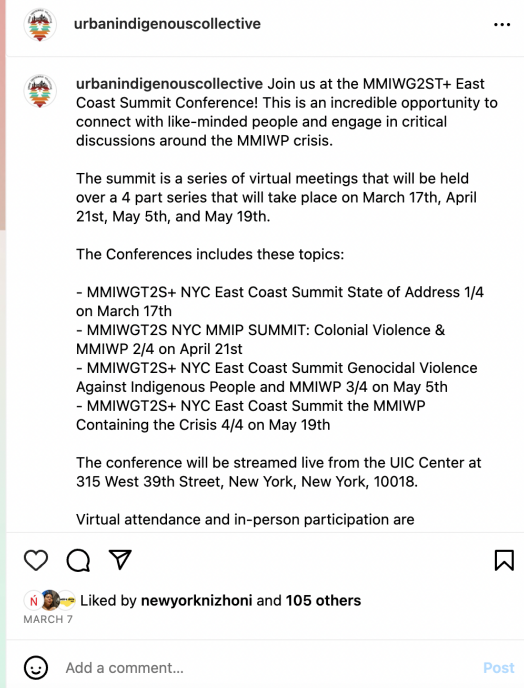 urbanindigenouscollective
urbanindigenouscollective Join us at the MMIWG2ST+ East
Coast Summit Conference! This is an incredible opportunity to
connect with like-minded people and engage in critical
discussions around the MMIWP crisis.
The summit is a series of virtual meetings that will be held
over a 4 part series that will take place on March 17th, April
21st, May 5th, and May 19th.
The Conferences includes these topics:
- MMIWGT2S+ NYC East Coast Summit State of Address 1/4
on March 17th
- MMIWGT2S NYC MMIP SUMMIT: Colonial Violence &
MMIWP 2/4 on April 21st
- MMIWGT2S+ NYC East Coast Summit Genocidal Violence
Against Indigenous People and MMIWP 3/4 on May 5th
- MMIWGT2S+ NYC East Coast Summit the MMIWP
Containing the Crisis 4/4 on May 19th
The conference will be streamed live from the UIC Center at
315 West 39th Street, New York, New York, 10018.
Virtual attendance and in-person participation are
Ń Liked by newyorknizhoni and 105 others
MARCH 7
Add a comment...
Post